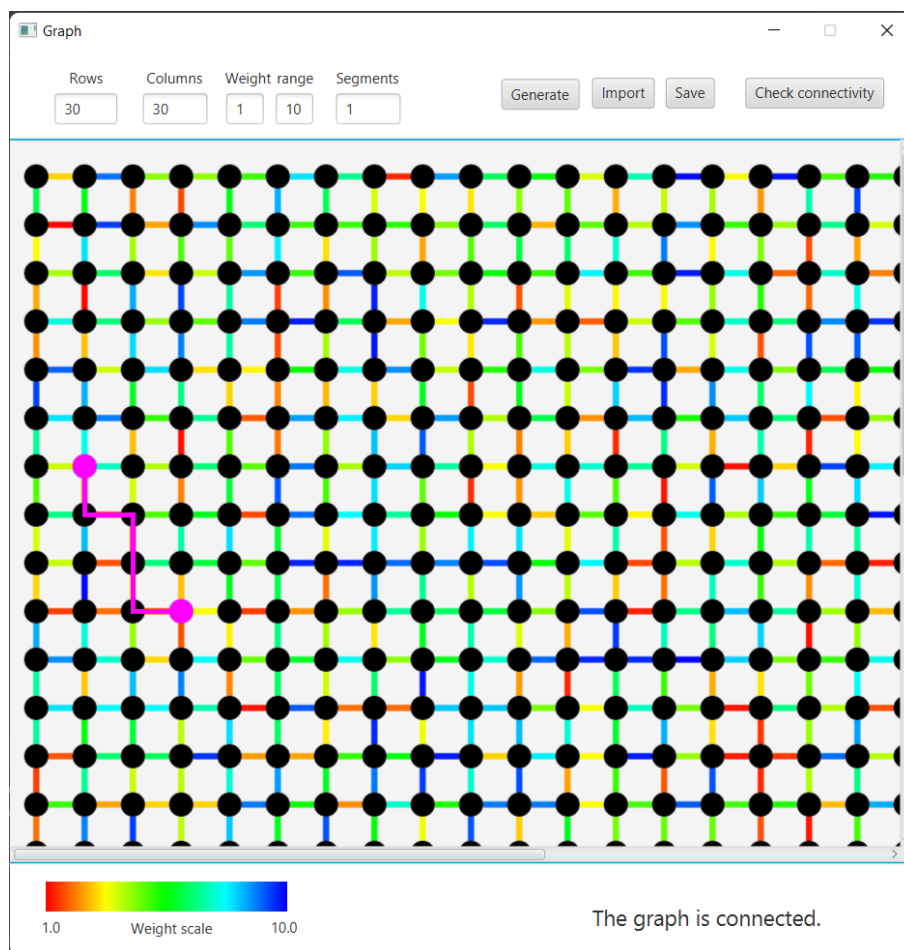 Graph
Rows Columns Weight range Segments
30 30 1 10 1
Generate Import Save Check connectivity
1.0 Weight scale 10.0
The graph is connected.